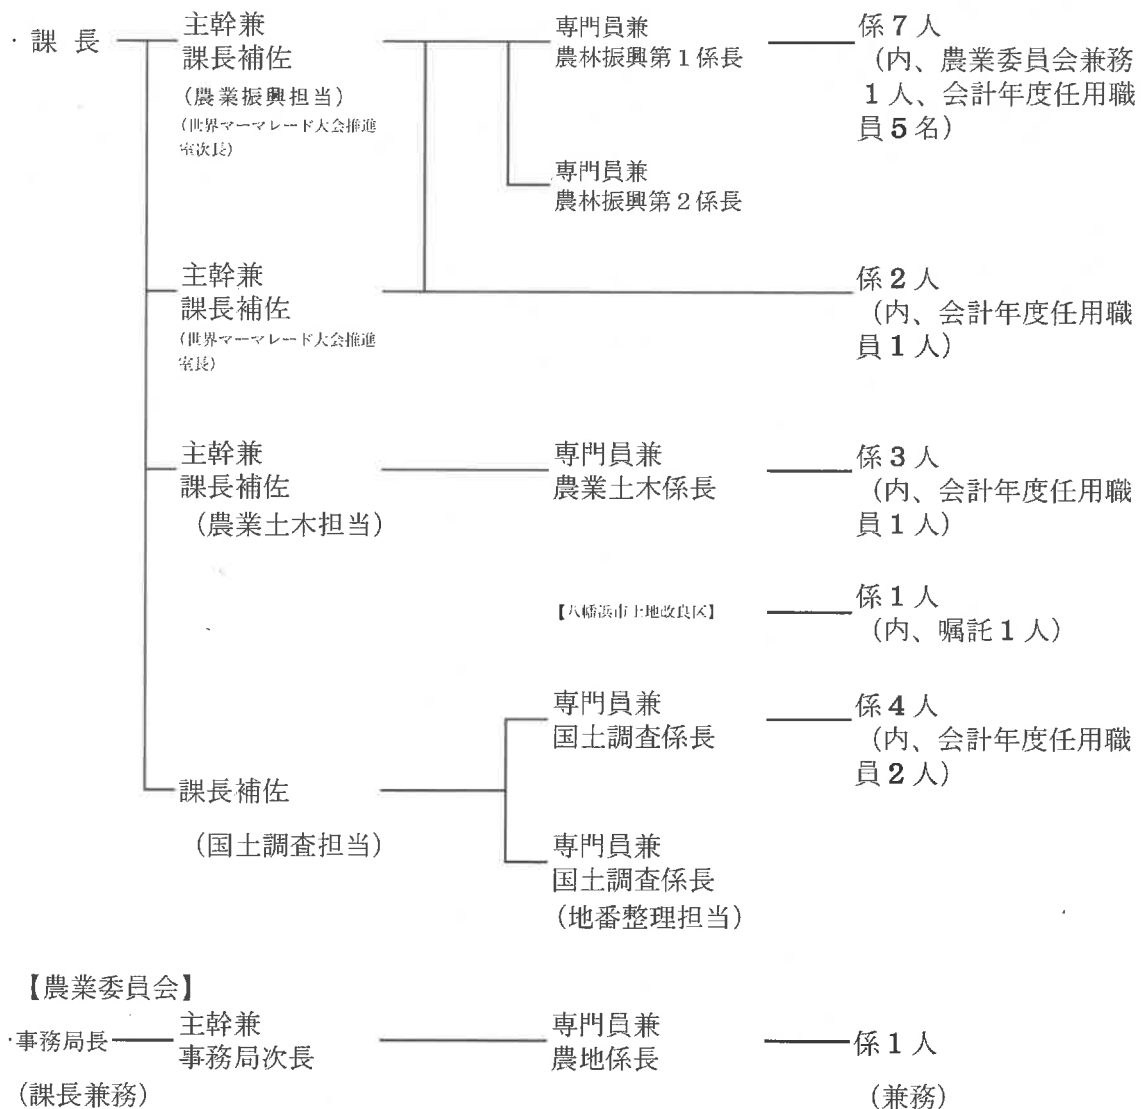 ・課 長
主幹兼
課長補佐
(農業振興担当)
(世界マーマレード大会推進
室次長)
専門員兼
農林振興第1係長
係7人
(内、農業委員会兼務
1人、会計年度任用職
員5名)
専門員兼
農林振興第2係長
主幹兼
課長補佐
(世界マーマレード大会推進
室長)
係2人
(内、会計年度任用職
員1人)
主幹兼
課長補佐
(農業土木担当)
専門員兼
農業土木係長
係3人
(内、会計年度任用職
員1人)
【八幡浜市土地改良区】
係1人
(内、嘱託1人)
課長補佐
(国土調査担当)
専門員兼
国土調査係長
係4人
(内、会計年度任用職
員2人)
専門員兼
国土調査係長
(地番整理担当)
【農業委員会】
・事務局長
(課長兼務)
主幹兼
事務局次長
専門員兼
農地係長
係1人
(兼務)